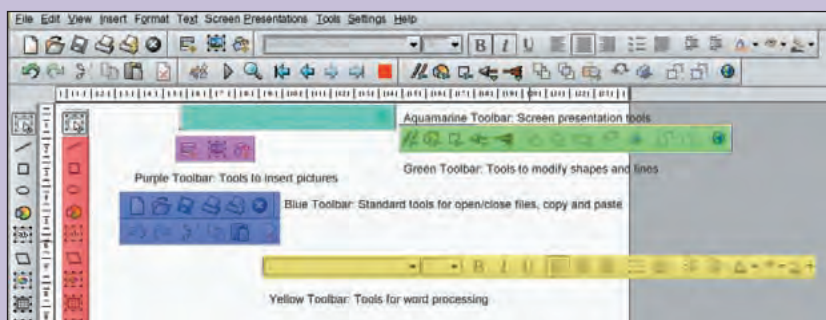 File Edit View Insert Format Text Screen Presentations Tools Settings Help
B I U
Aquamarine Toolbar: Screen presentation tools
Green Toolbar: Tools to modify shapes and lines
Purple Toolbar: Tools to insert pictures
Blue Toolbar: Standard tools for open/close files, copy and paste
B I U
Yellow Toolbar: Tools for word processing